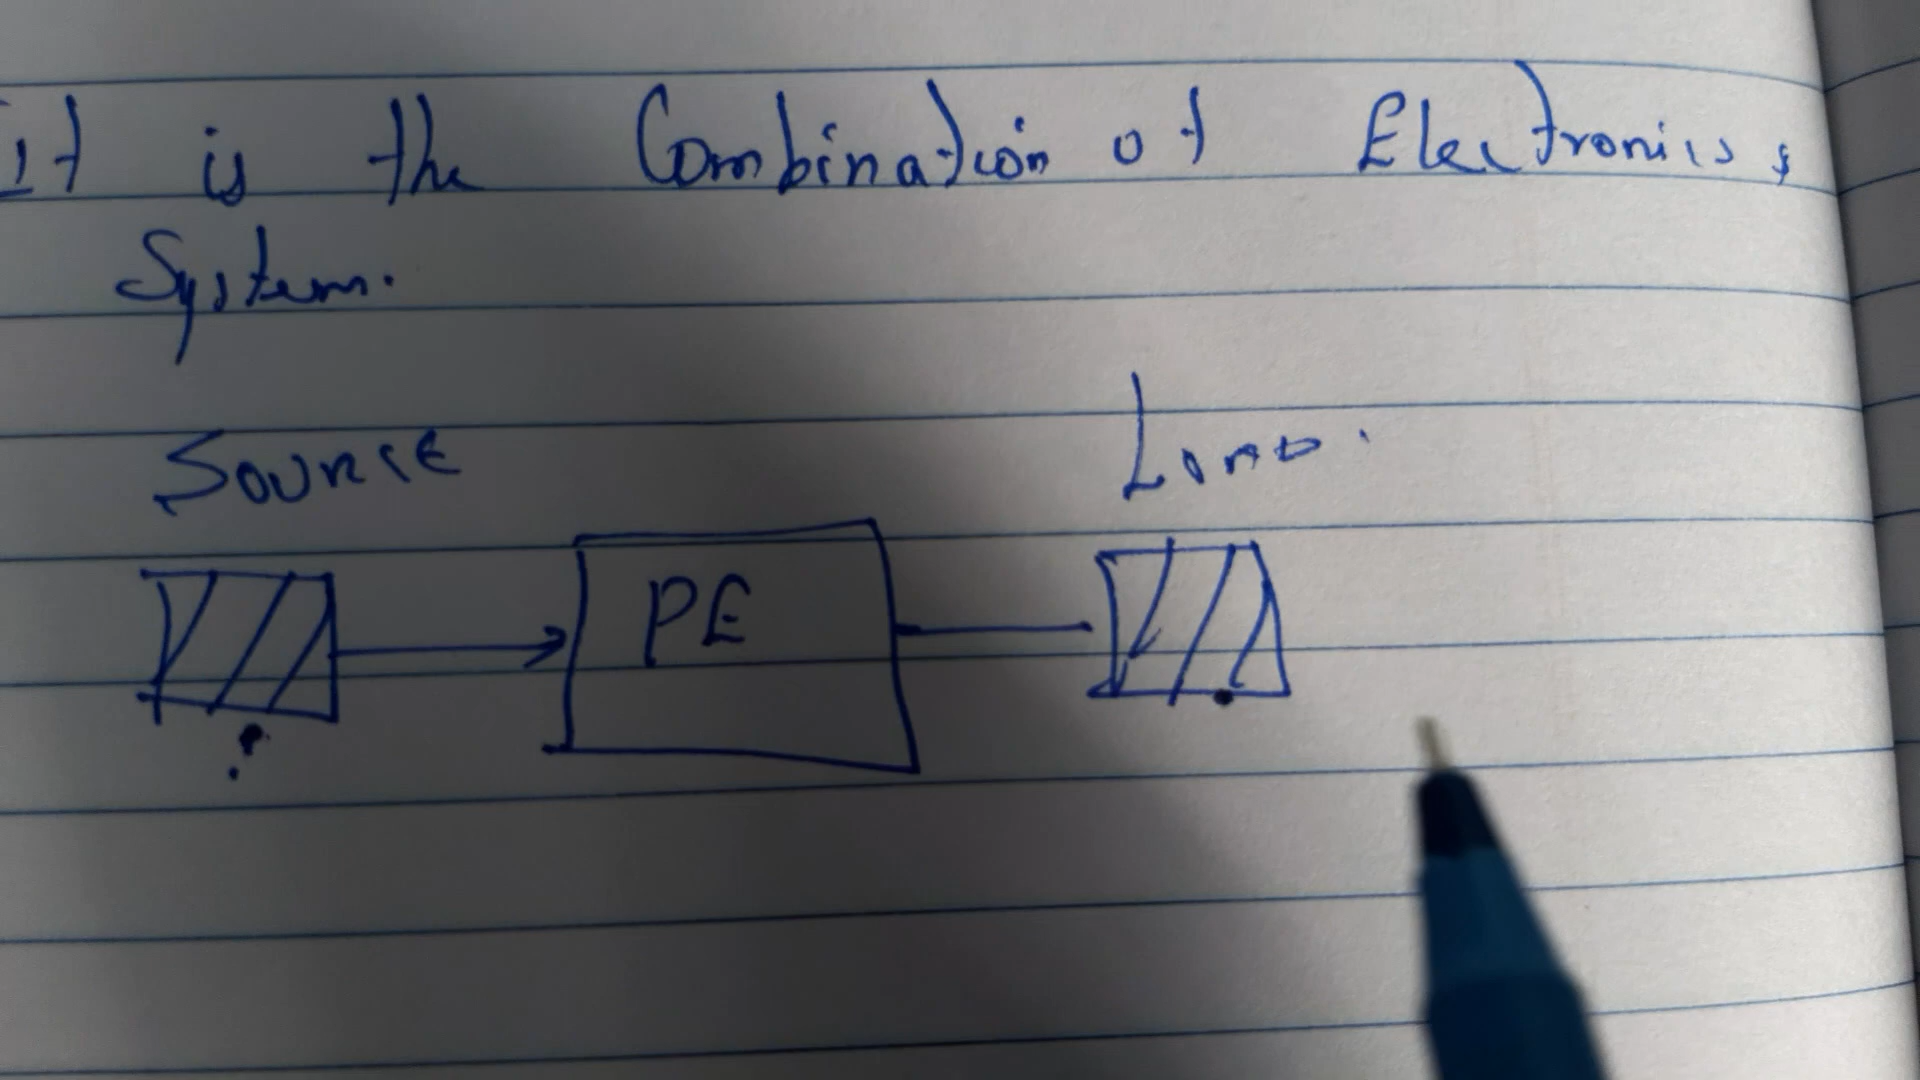 It is the Combination of Electronics &
System.
Source Load.
PE